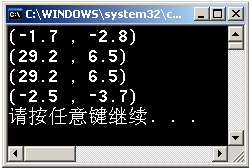 C:\WINDOWS\system32\c...
(-1.7 , -2.8)
(29.2 , 6.5)
(29.2 , 6.5)
(-2.5 , -3.7)
请按任意键继续. . .